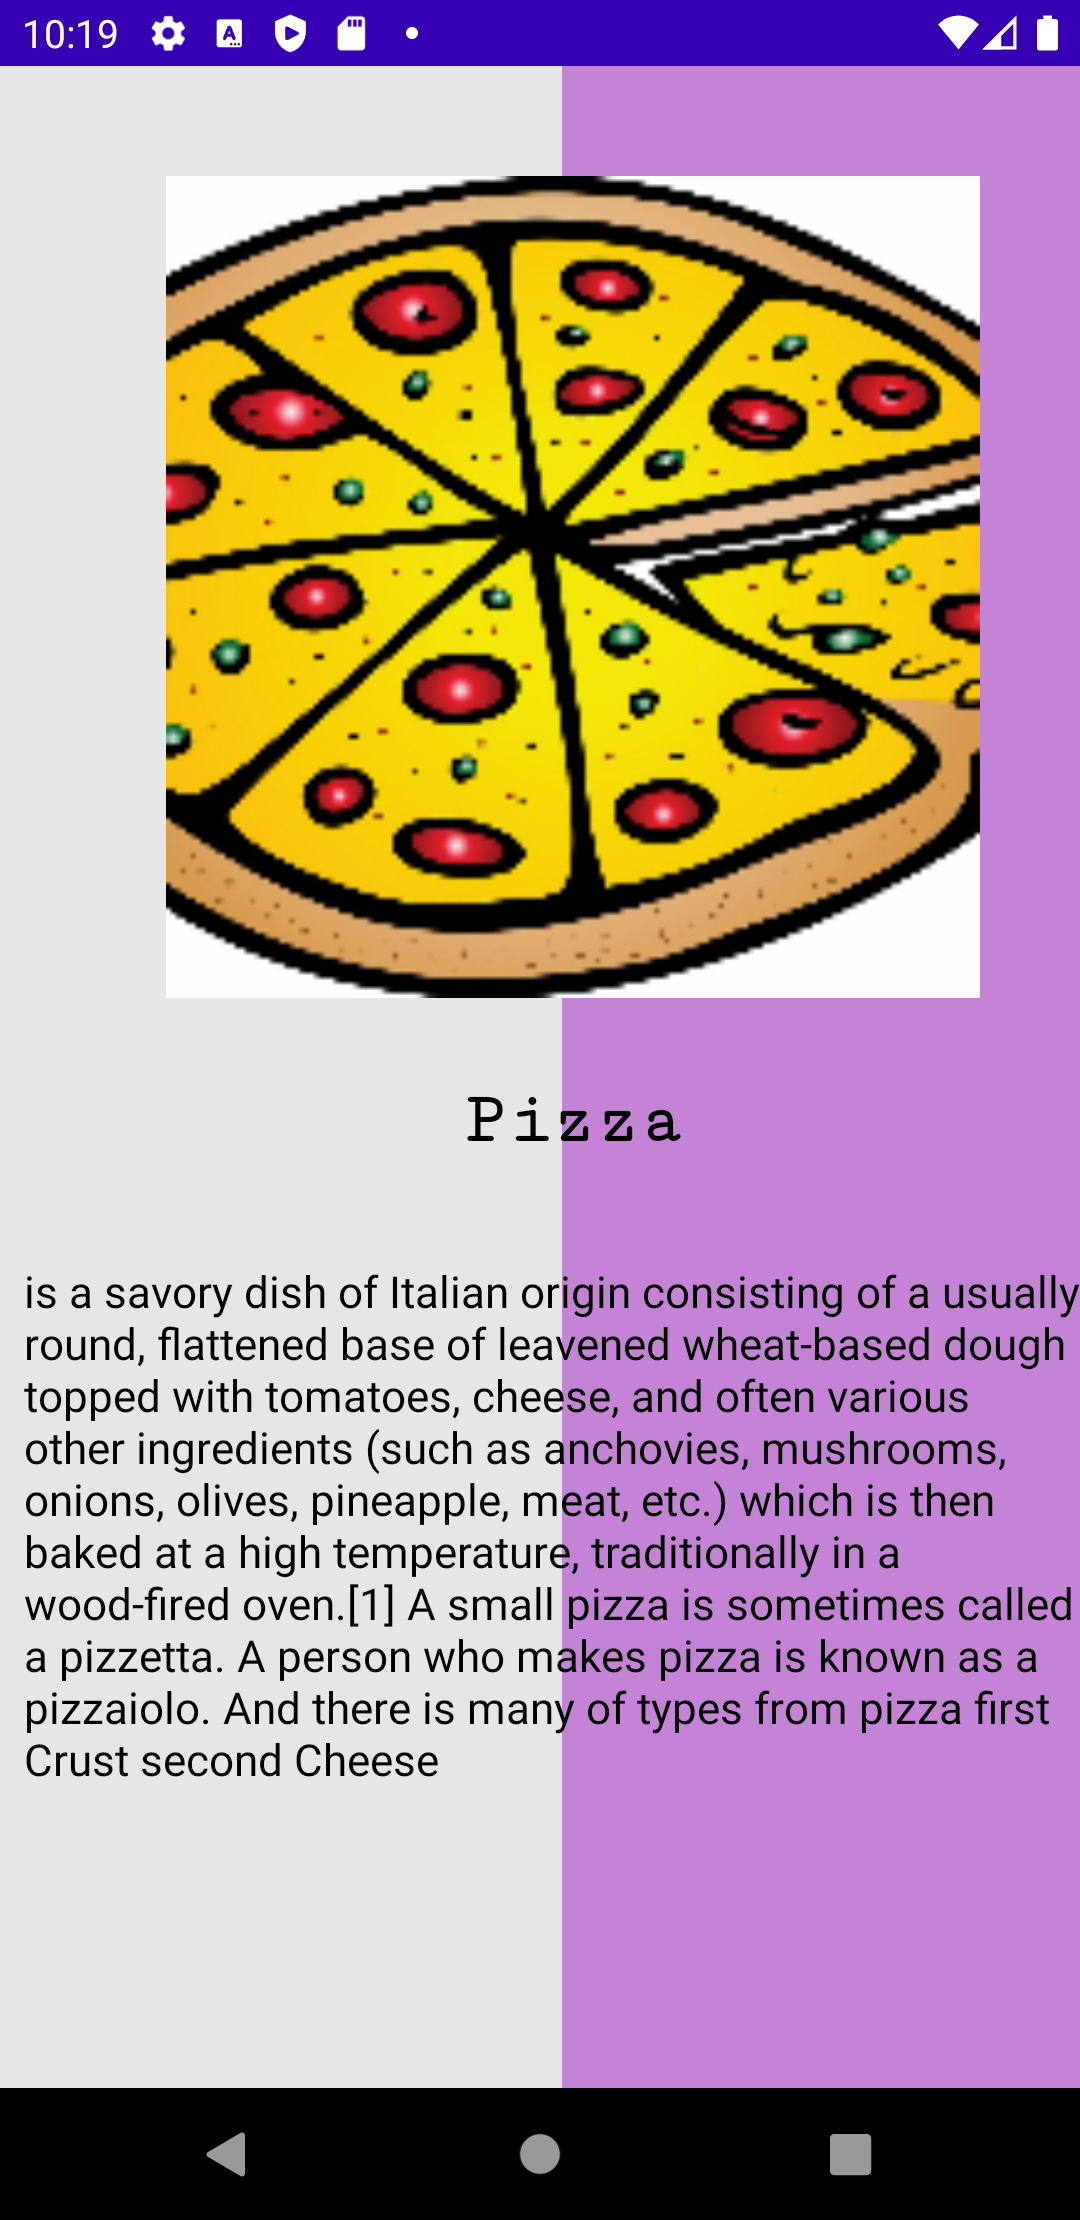 10:19
Pizza
is a savory dish of Italian origin consisting of a usually
round, flattened base of leavened wheat-based dough
topped with tomatoes, cheese, and often various
other ingredients (such as anchovies, mushrooms,
onions, olives, pineapple, meat, etc.) which is then
baked at a high temperature, traditionally in a
wood-fired oven.[1] A small pizza is sometimes called
a pizzetta. A person who makes pizza is known as a
pizzaiolo. And there is many of types from pizza first
Crust second Cheese